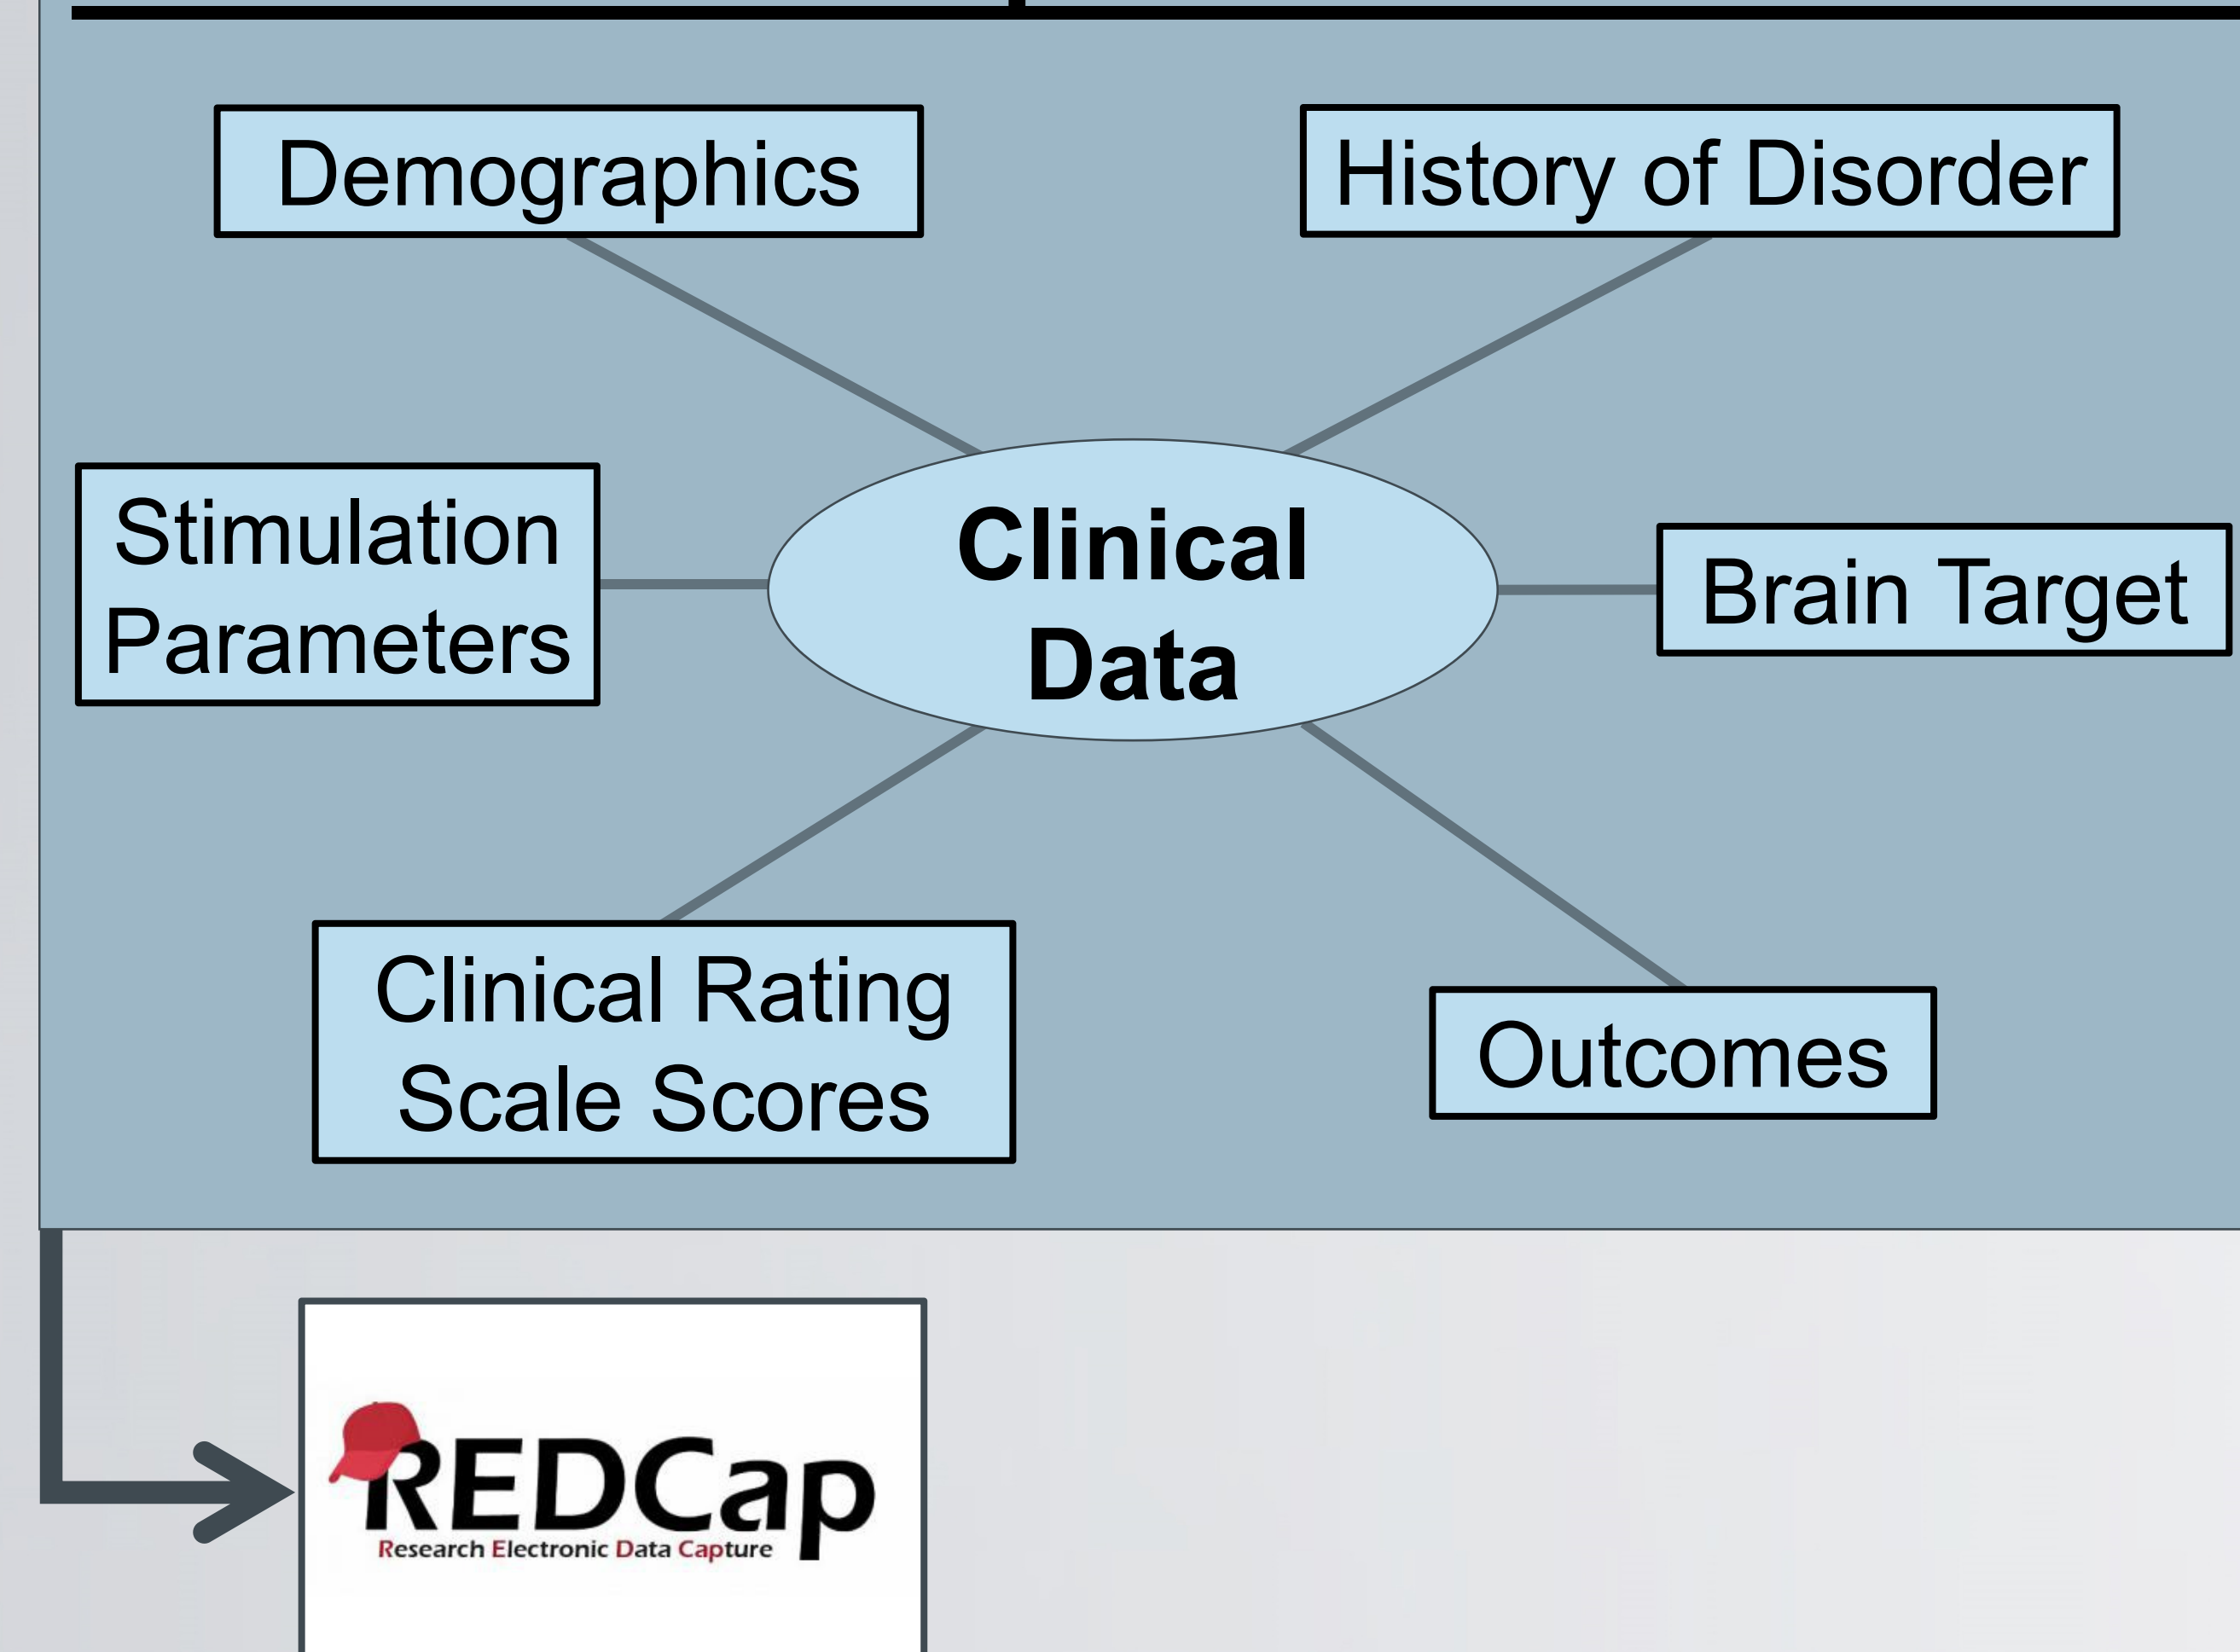 Demographics
History of Disorder
Stimulation
Parameters
Clinical
Data
Brain Target
Clinical Rating
Scale Scores
Outcomes
REDCap
Research Electronic Data Capture